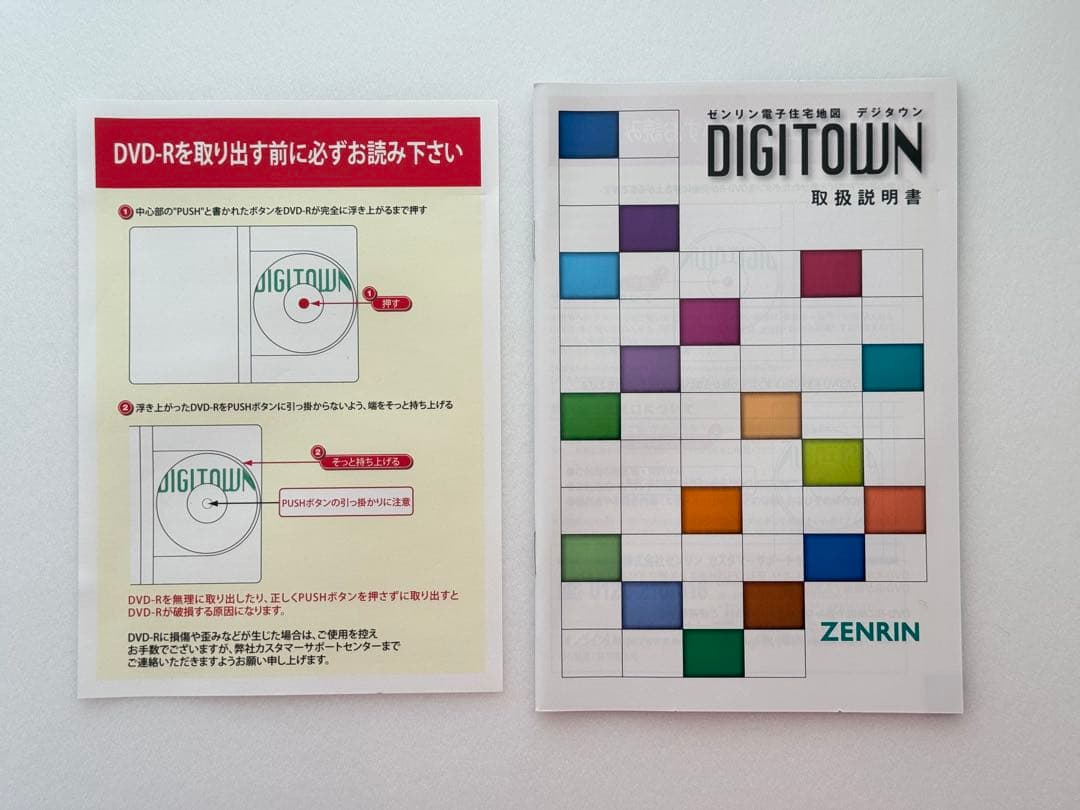 DVD-Rを取り出す前に必ずお読み下さい
1 中心部の"PUSH"と書かれたボタンをDVD-Rが完全に浮き上がるまで押す
DIGITOWN
1
押す
2 浮き上がったDVD-RをPUSHボタンに引っ掛からないよう、端をそっと持ち上げる
DIGITOWN
2
そっと持ち上げる
PUSHボタンの引っ掛かりに注意
DVD-Rを無理に取り出したり、正しくPUSHボタンを押さずに取り出すと
DVD-Rが破損する原因になります。
DVD-Rに損傷や歪みなどが生じた場合は、ご使用を控え
お手数でございますが、弊社カスタマーサポートセンターまで
ご連絡いただきますようお願い申し上げます。
ゼンリン電子住宅地図 デジタウン
DIGITOWN
取扱説明書
ZENRIN